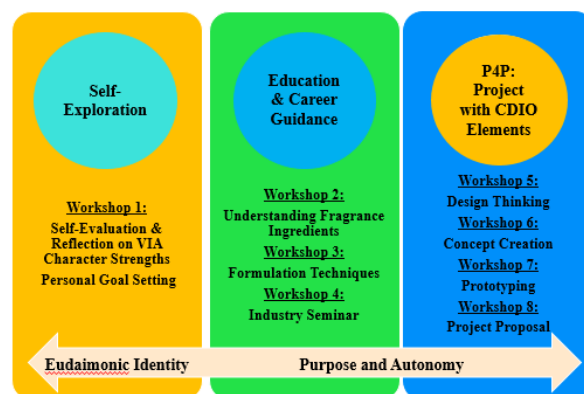 Self-
Exploration
Workshop 1:
Self-Evaluation &
Reflection on VIA
Character Strengths
Personal Goal Setting
Education
& Career
Guidance
Workshop 2:
Understanding Fragrance
Ingredients
Workshop 3:
Formulation Techniques
Workshop 4:
Industry Seminar
P4P:
Project
with CDIO
Elements
Workshop 5:
Design Thinking
Workshop 6:
Concept Creation
Workshop 7:
Prototyping
Workshop 8:
Project Proposal
Eudaimonic Identity
Purpose and Autonomy